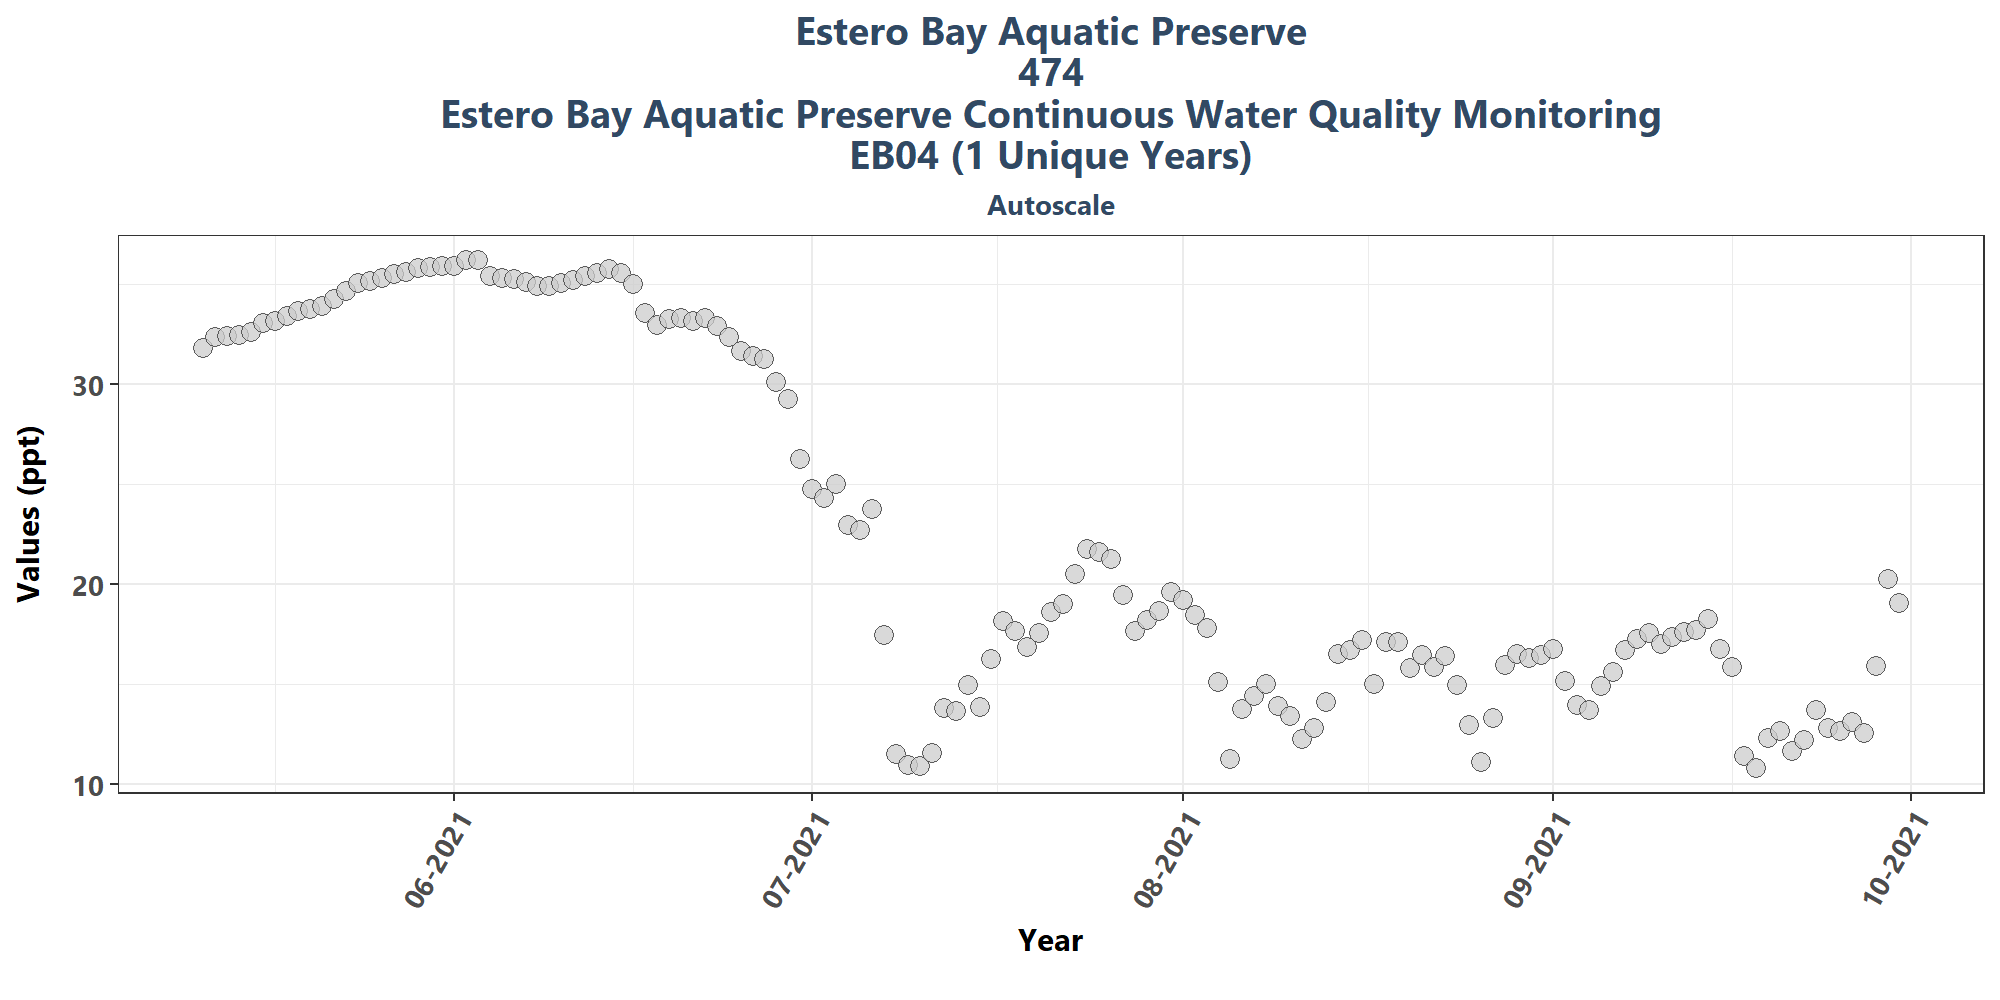 Estero Bay Aquatic Preserve
474
Estero Bay Aquatic Preserve Continuous Water Quality Monitoring
EB04 (1 Unique Years)
Autoscale
Values (ppt)
30
20
10
06-2021
07-2021
08-2021
09-2021
10-2021
Year